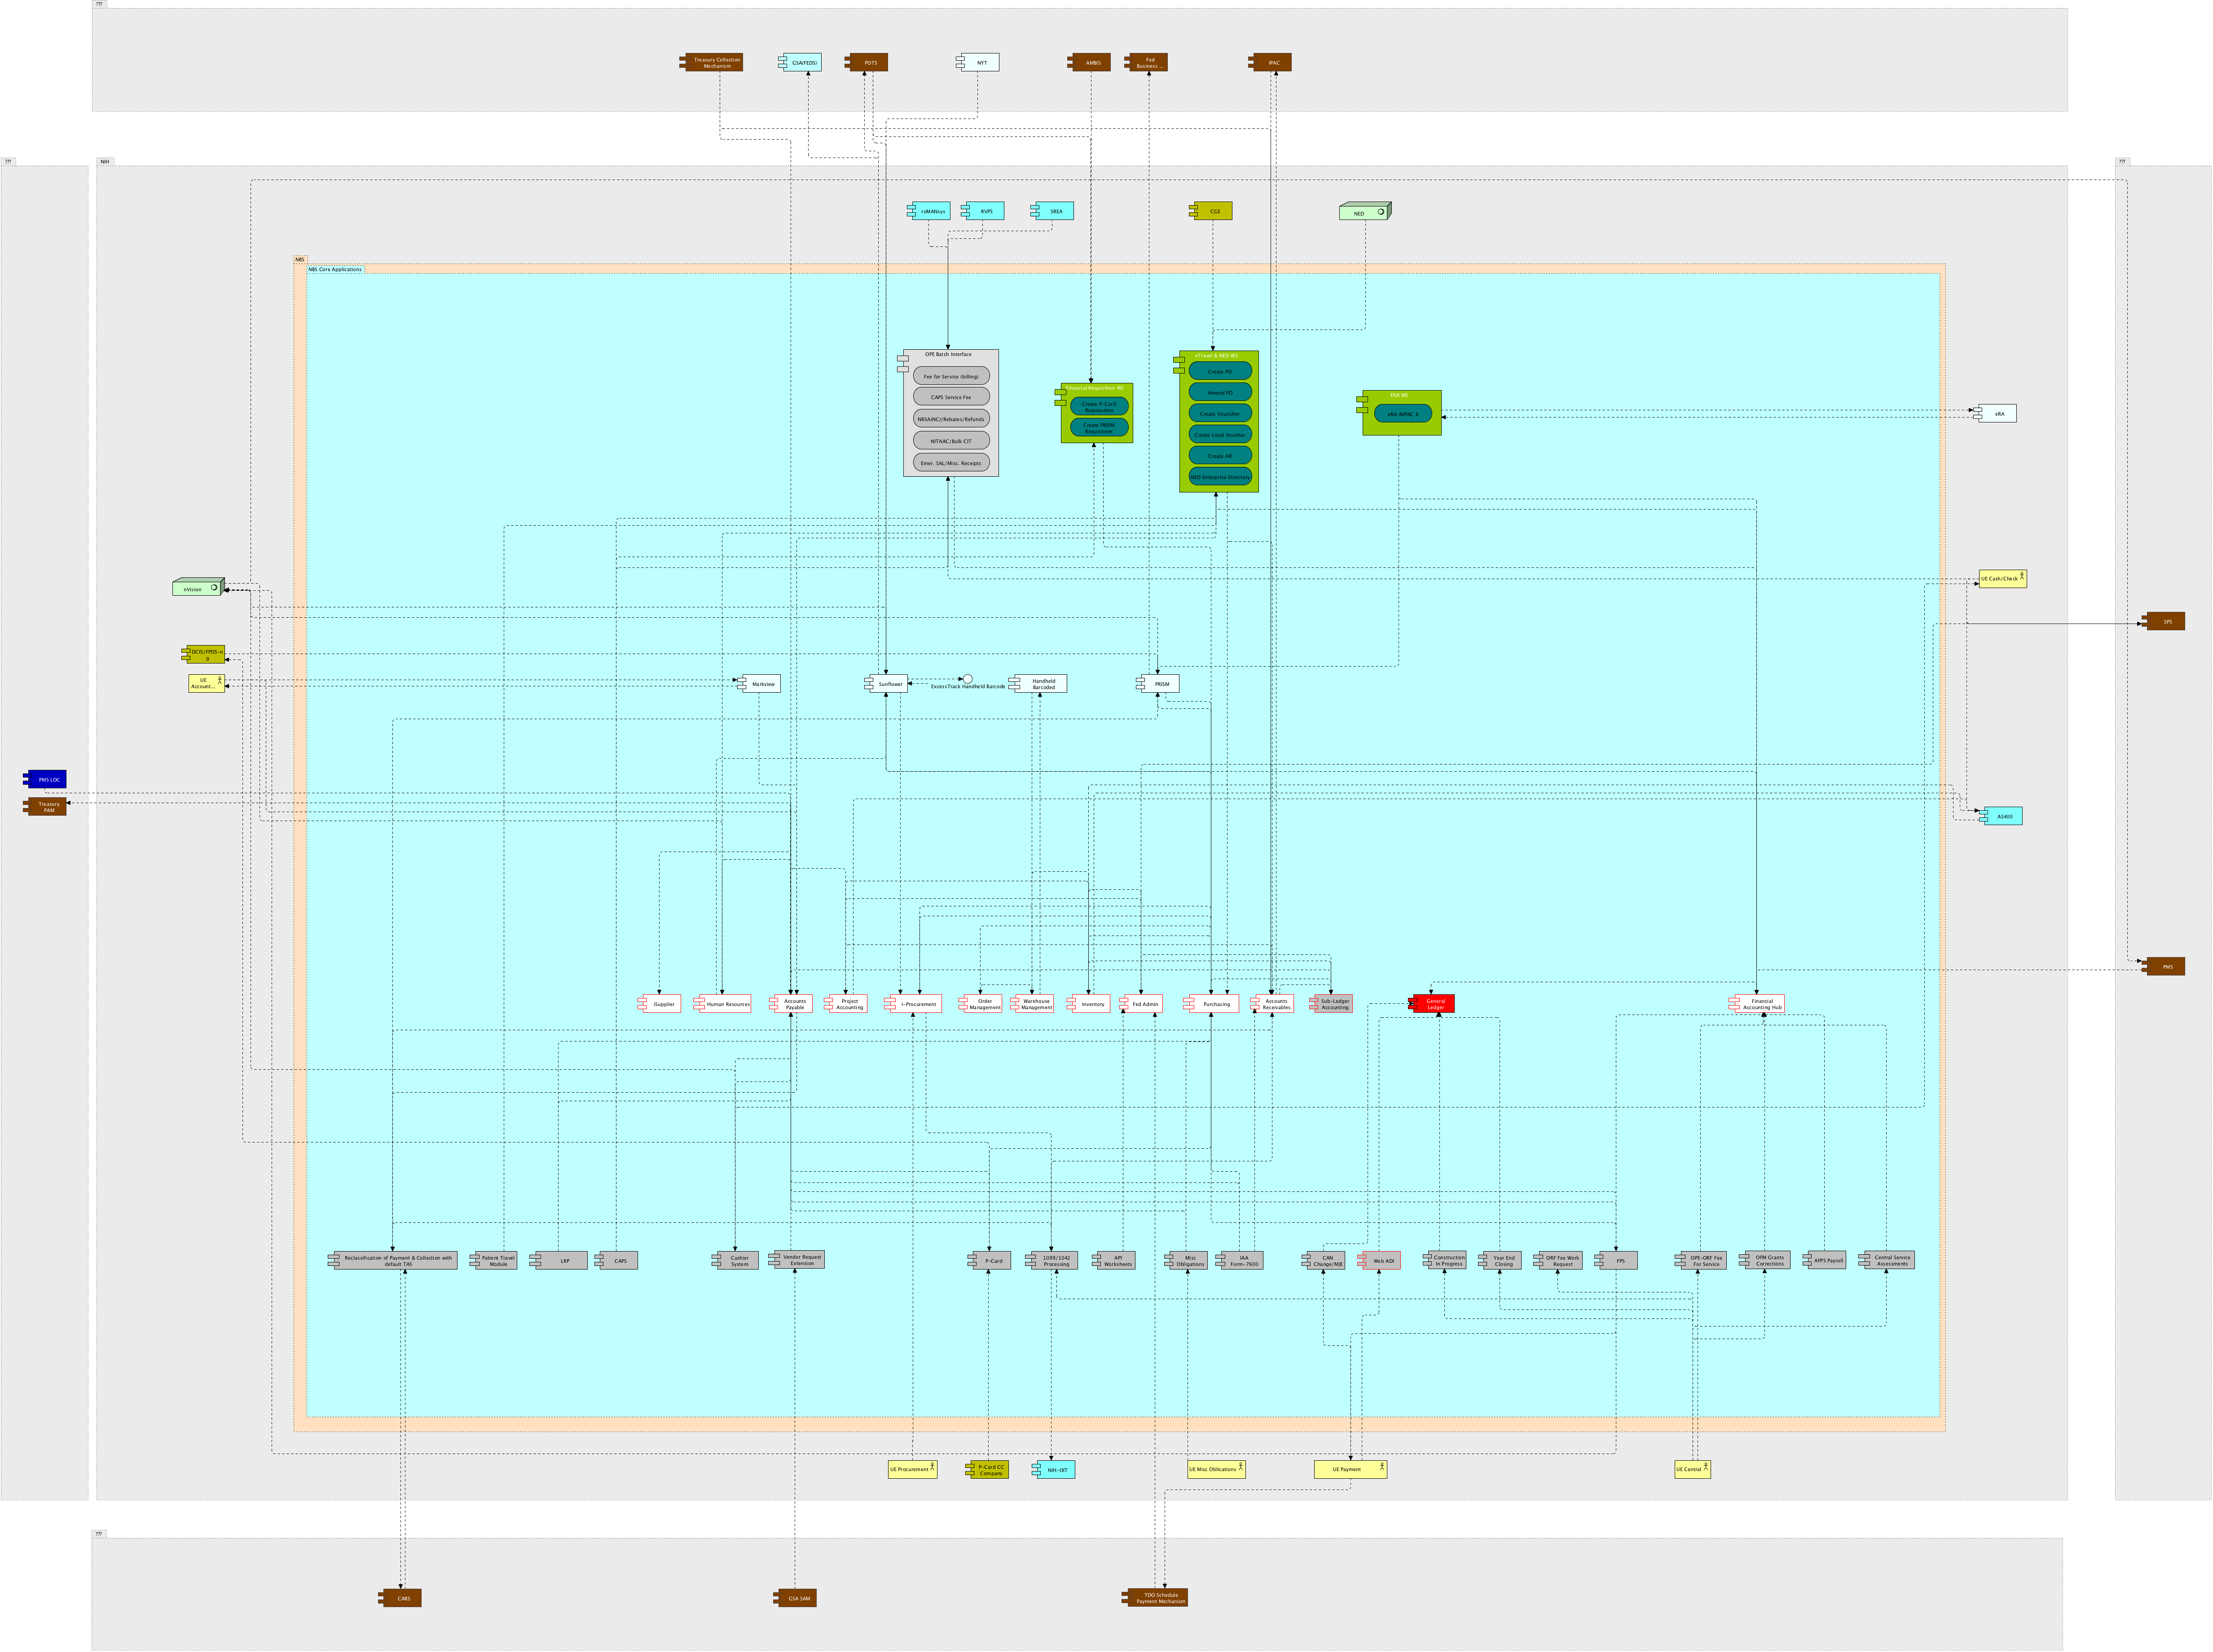 ???
Treasury Collection
Mechanism
GSA(FEDS)
POTS
NYT
AMBIS
Fed
Business ...
IPAC
???
NIH
???
roMANsys
RVPS
SREA
CGE
NED
NBS
NBS Core Applications
OPE Batch Interface
Fee for Service (billing)
CAPS Service Fee
NRSA(NCI/Rebates/Refunds
NITAAC/Bulk CIT
Emer. SAL/Misc. Receipts
Financial Requisition WS
Create P-Card
Requisition
Create PRISM
Requisitions
eTravel & NED WS
Create PO
Amend PO
Create Voucher
Create Local Voucher
Create AR
NED Enterprise Directory
ERA WS
eRA IMPAC II
eRA
nVision
UE Cash/Check
SPS
DCIS/FPDS-n
g
UE
Account...
Markview
Sunflower
ExcessTrack Handheld Barcode
Handheld
Barcoded
PRISM
PMS LOC
Treasury
PAM
AS400
PMS
iSupplier
Human Resources
Accounts
Payable
Project
Accounting
i-Procurement
Order
Management
Warehouse
Management
Inventory
Fed Admin
Purchasing
Accounts
Receivables
Sub-Ledger
Accounting
General
Ledger
Financial
Accounting Hub
Reclassification of Payment & Collection with
default TAS
Patient Travel
Module
LRP
CAPS
Cashier
System
Vendor Request
Extension
P-Card
1099/1042
Processing
API
Worksheets
Misc
Obligations
IAA
Form-7600
CAN
Change/MJE
Web ADI
Construction
In Progress
Year End
Closing
ORF Fee Work
Request
FPS
OPE-ORF Fee
For Service
OFM Grants
Corrections
AFPS Payroll
Central Service
Assessments
UE Procurement
P-Card CC
Company
NIH-OIT
UE Misc Oblications
UE Payment
UE Central
???
CARS
GSA SAM
TDO Schedule
Payment Mechanism